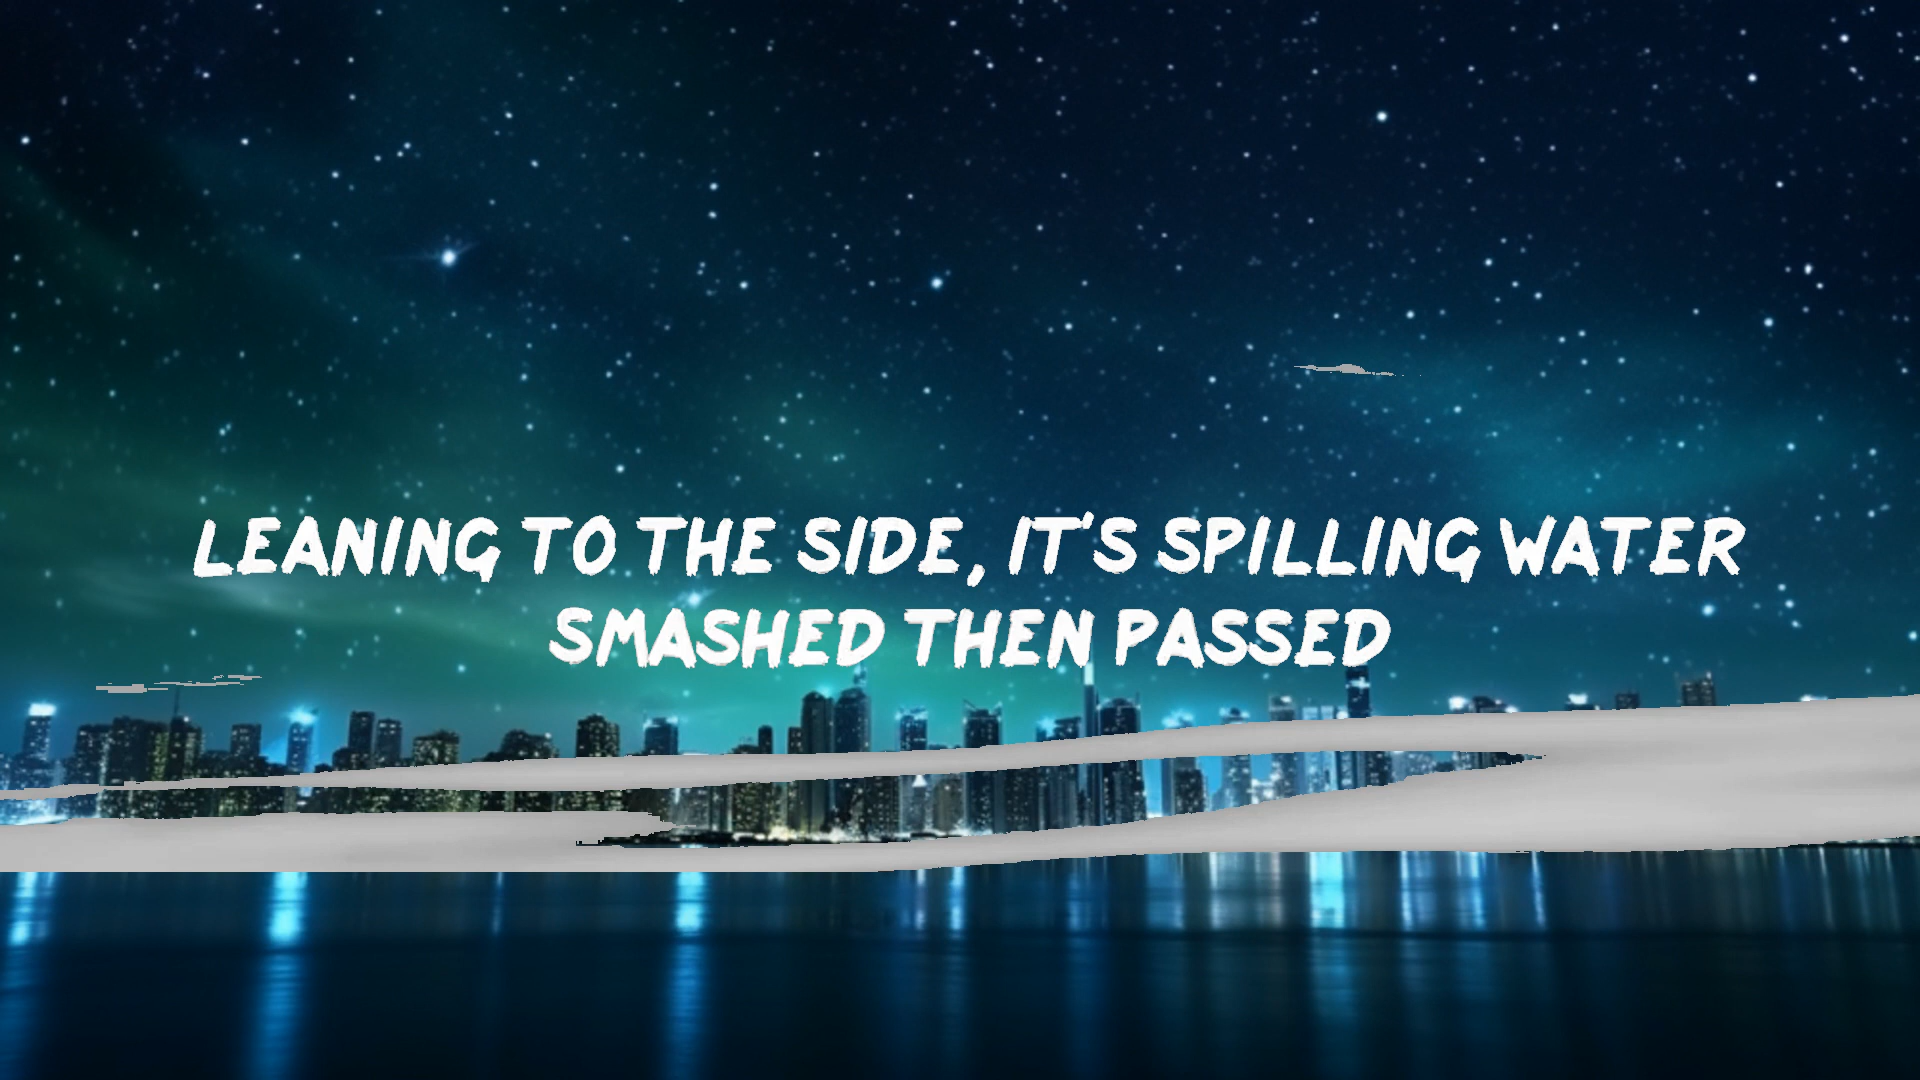 LEANING TO THE SIDE, IT'S SPILLING WATER
SMASHED THEN PASSED